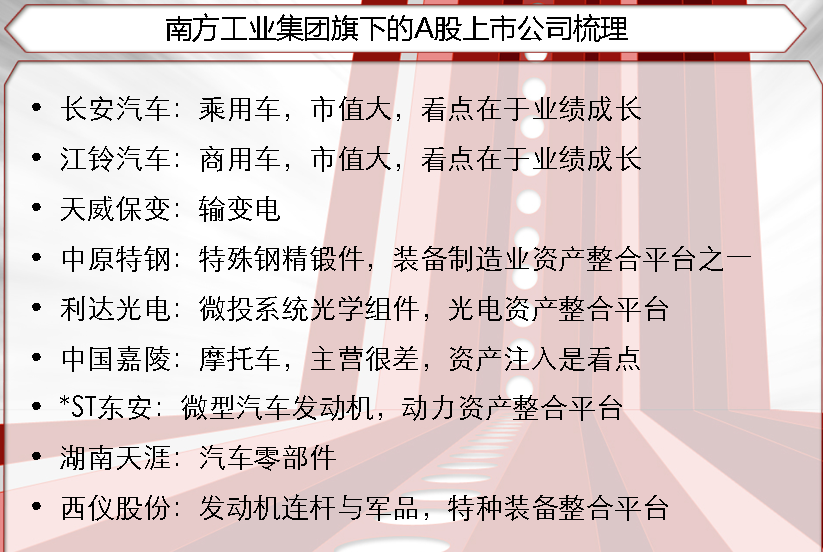 南方工业集团旗下的A股上市公司梳理
• 长安汽车：乘用车，市值大，看点在于业绩成长
• 江铃汽车：商用车，市值大，看点在于业绩成长
• 天威保变：输变电
• 中原特钢：特殊钢精锻件，装备制造业资产整合平台之一
• 利达光电：微投系统光学组件，光电资产整合平台
• 中国嘉陵：摩托车，主营很差，资产注入是看点
• *ST东安：微型汽车发动机，动力资产整合平台
• 湖南天涯：汽车零部件
• 西仪股份：发动机连杆与军品，特种装备整合平台